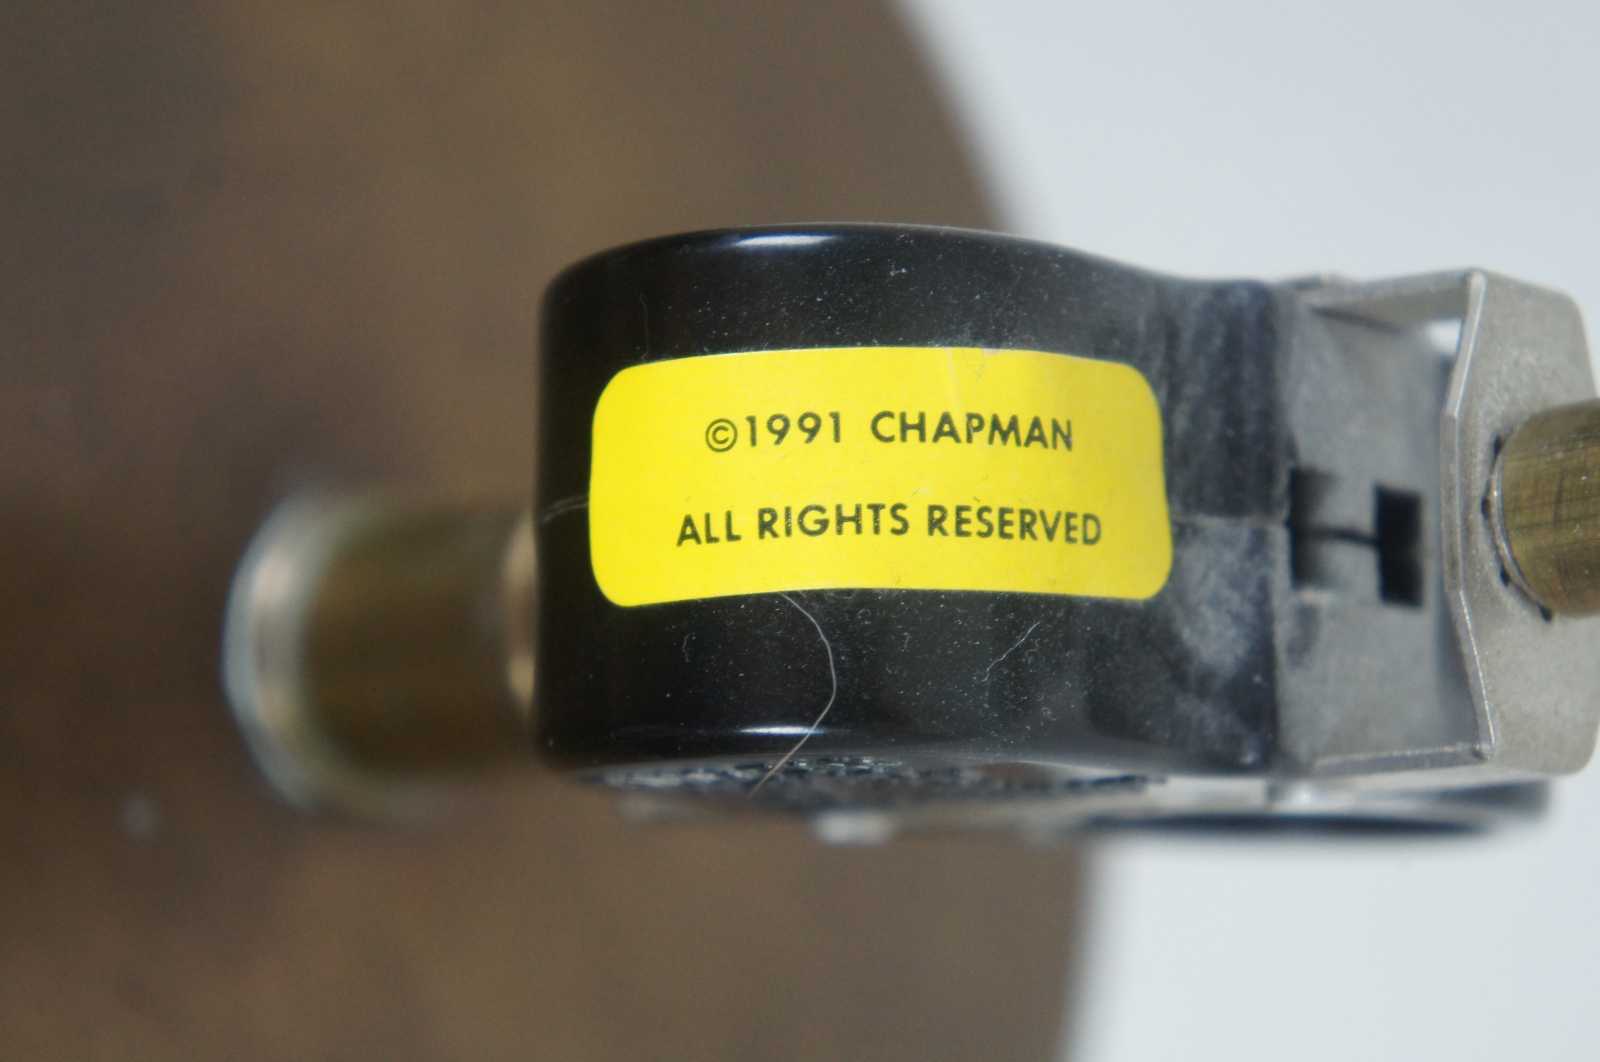 ©1991 CHAPMAN
ALL RIGHTS RESERVED